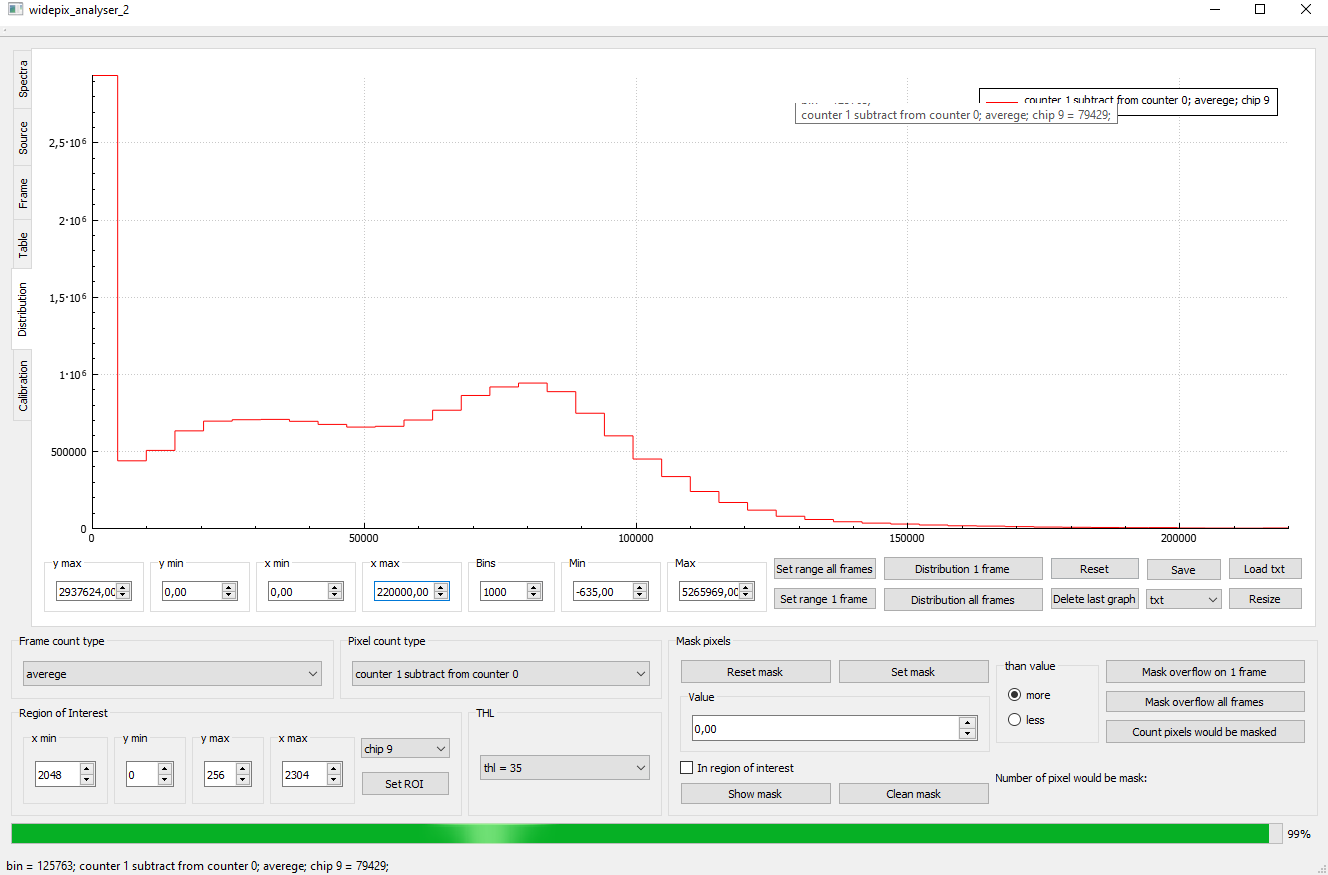 widepix_analyser_2
Spectra
Source
Frame
Table
Distribution
Calibration
2,5·10⁶
2·10⁶
1,5·10⁶
1·10⁶
500000
0
0
50000
100000
150000
200000
counter 1 subtract from counter 0; averege; chip 9
bin = 125763;
counter 1 subtract from counter 0; averege; chip 9 = 79429;
y max
y min
x min
x max
Bins
Min
Max
2937624,00
0,00
0,00
220000,00
1000
-635,00
5265969,00
Set range all frames
Distribution 1 frame
Reset
Save
Load txt
Set range 1 frame
Distribution all frames
Delete last graph
txt
Resize
Frame count type
averege
Pixel count type
counter 1 subtract from counter 0
Region of Interest
x min
y min
y max
x max
2048
0
256
2304
chip 9
Set ROI
THL
thl = 35
Mask pixels
Reset mask
Set mask
Value
0,00
than value
more
less
Mask overflow on 1 frame
Mask overflow all frames
Count pixels would be masked
In region of interest
Show mask
Clean mask
Number of pixel would be mask:
99%
bin = 125763; counter 1 subtract from counter 0; averege; chip 9 = 79429;